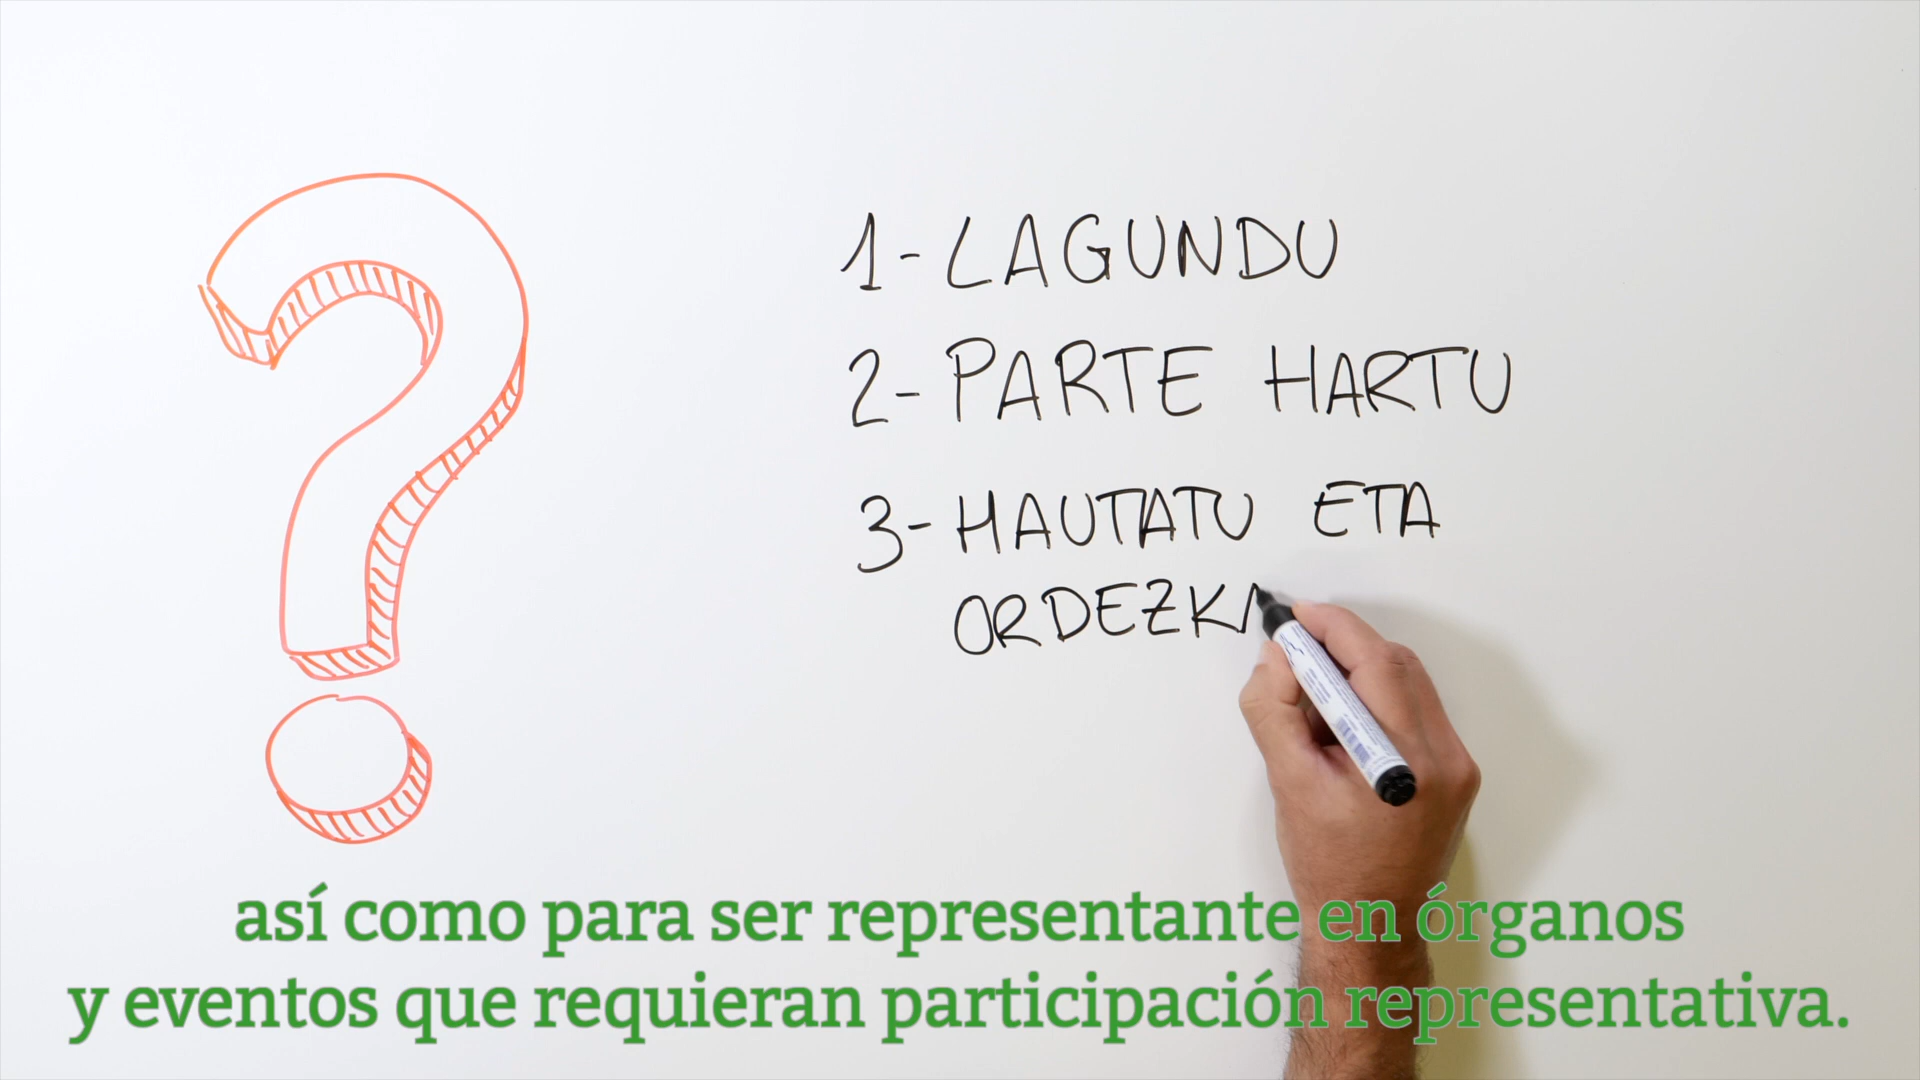 1- LAGUNDU
2- PARTE HARTU
3- HAUTATU ETA
ORDEZK
así como para ser representante en órganos
y eventos que requieran participación representativa.